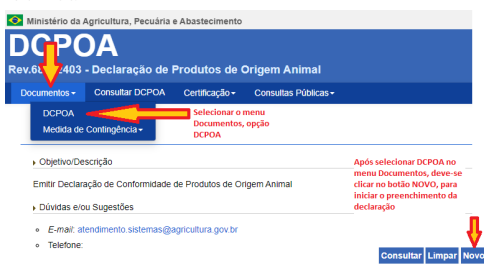 Ministério da Agricultura, Pecuária e Abastecimento
DCPOA
Rev.68 2403 - Declaração de Produtos de Origem Animal
Documentos Consultar DCPOA Certificação Consultas Públicas
DCPOA
Medida de Contingência
Selecionar o menu
Documentos, opção
DCPOA
Objetivo/Descrição
Emitir Declaração de Conformidade de Produtos de Origem Animal
Dúvidas e/ou Sugestões
E-mail: atendimento.sistemas@agricultura.gov.br
Telefone:
Após selecionar DCPOA no
menu Documentos, deve-se
clicar no botão NOVO, para
iniciar o preenchimento da
declaração
Consultar Limpar Novo